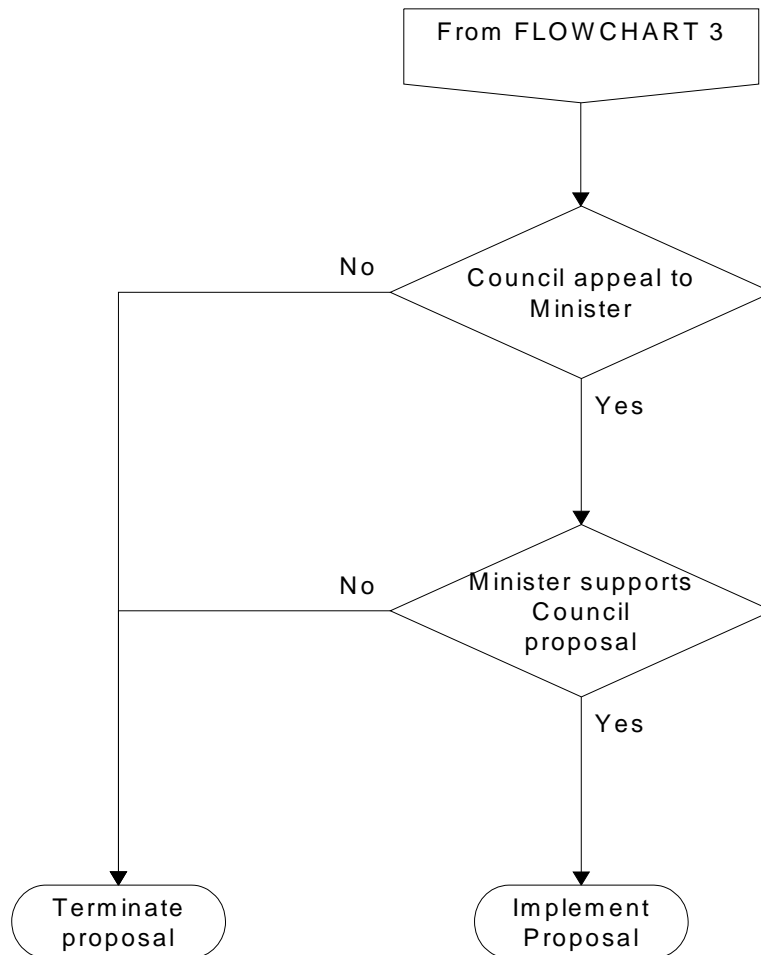 From FLOWCHART 3
No
Council appeal to
Minister
Yes
No
Minister supports
Council
proposal
Yes
Terminate
proposal
Implement
Proposal